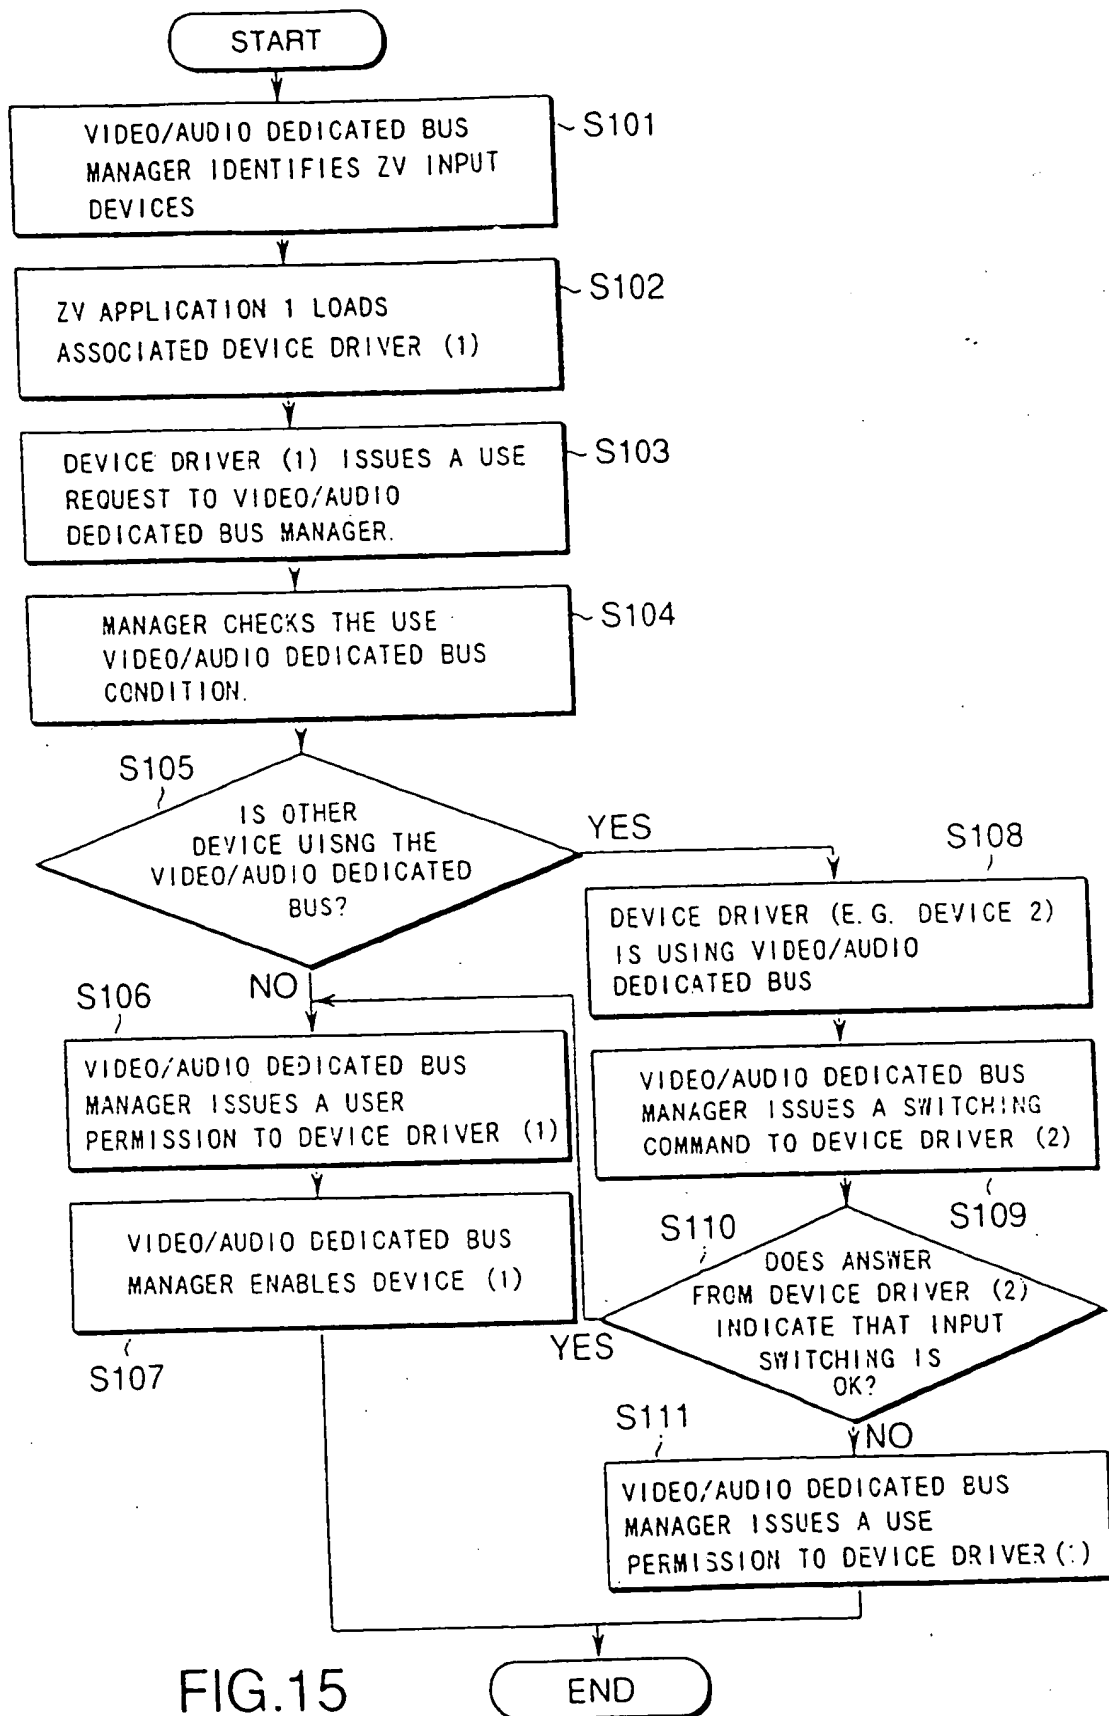 START
VIDEO/AUDIO DEDICATED BUS
MANAGER IDENTIFIES ZV INPUT
DEVICES
S101
ZV APPLICATION 1 LOADS
ASSOCIATED DEVICE DRIVER (1)
S102
DEVICE DRIVER (1) ISSUES A USE
REQUEST TO VIDEO/AUDIO
DEDICATED BUS MANAGER.
S103
MANAGER CHECKS THE USE
VIDEO/AUDIO DEDICATED BUS
CONDITION.
S104
S105
IS OTHER
DEVICE UISNG THE
VIDEO/AUDIO DEDICATED
BUS?
YES
NO
S106
VIDEO/AUDIO DEDICATED BUS
MANAGER ISSUES A USER
PERMISSION TO DEVICE DRIVER (1)
VIDEO/AUDIO DEDICATED BUS
MANAGER ENABLES DEVICE (1)
S107
S108
DEVICE DRIVER (E.G. DEVICE 2)
IS USING VIDEO/AUDIO
DEDICATED BUS
VIDEO/AUDIO DEDICATED BUS
MANAGER ISSUES A SWITCHING
COMMAND TO DEVICE DRIVER (2)
S109
S110
DOES ANSWER
FROM DEVICE DRIVER (2)
INDICATE THAT INPUT
SWITCHING IS
OK?
YES
NO
S111
VIDEO/AUDIO DEDICATED BUS
MANAGER ISSUES A USE
PERMISSION TO DEVICE DRIVER (1)
END
FIG.15